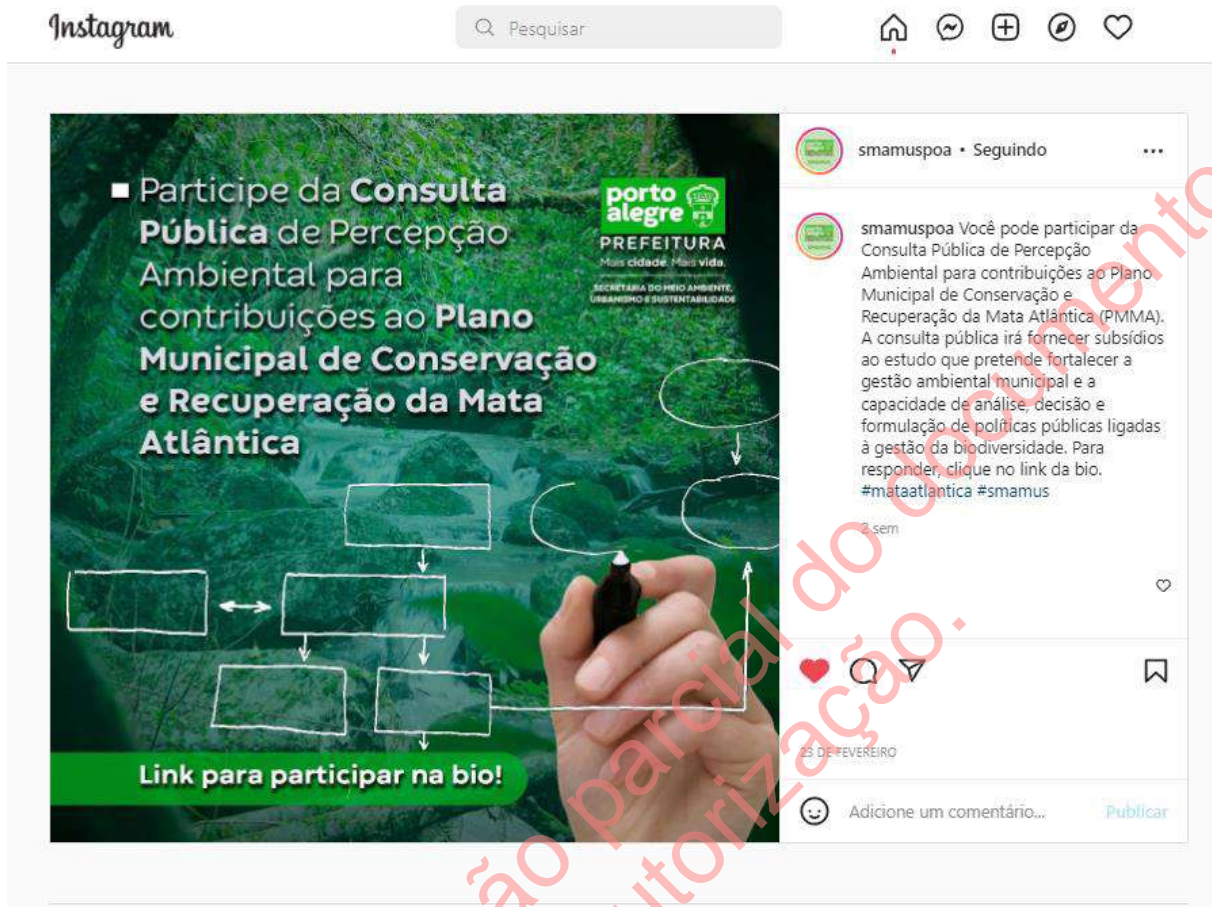 Instagram
Pesquisar
Participe da Consulta
Pública de Percepção
Ambiental para
contribuições ao Plano
Municipal de Conservação
e Recuperação da Mata
Atlântica
porto
alegre
PREFEITURA
Mais cidade. Mais vida.
SECRETARIA DO MEIO AMBIENTE,
URBANISMO E SUSTENTABILIDADE
Link para participar na bio!
smamuspoa • Seguindo
smamuspoa Você pode participar da
Consulta Pública de Percepção
Ambiental para contribuições ao Plano
Municipal de Conservação e
Recuperação da Mata Atlântica (PMMA).
A consulta pública irá fornecer subsídios
ao estudo que pretende fortalecer a
gestão ambiental municipal e a
capacidade de análise, decisão e
formulação de políticas públicas ligadas
à gestão da biodiversidade. Para
responder, clique no link da bio.
#mataatlantica #smamus
sem
23 DE FEVEREIRO
Adicione um comentário...
Publicar
parcial do documento
autorização.